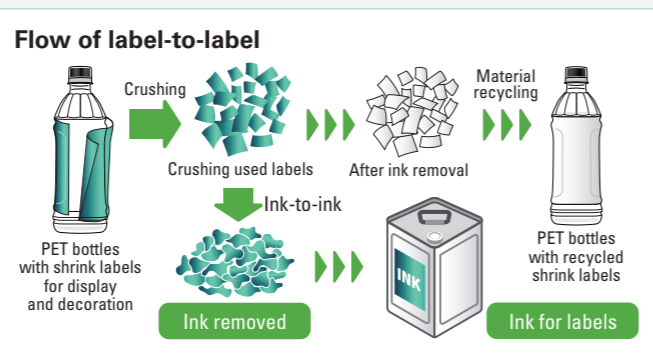 Flow of label-to-label
Crushing
Material
recycling
Crushing used labels
After ink removal
Ink-to-ink
PET bottles
with shrink labels
for display
and decoration
INK
PET bottles
with recycled
shrink labels
Ink removed
Ink for labels